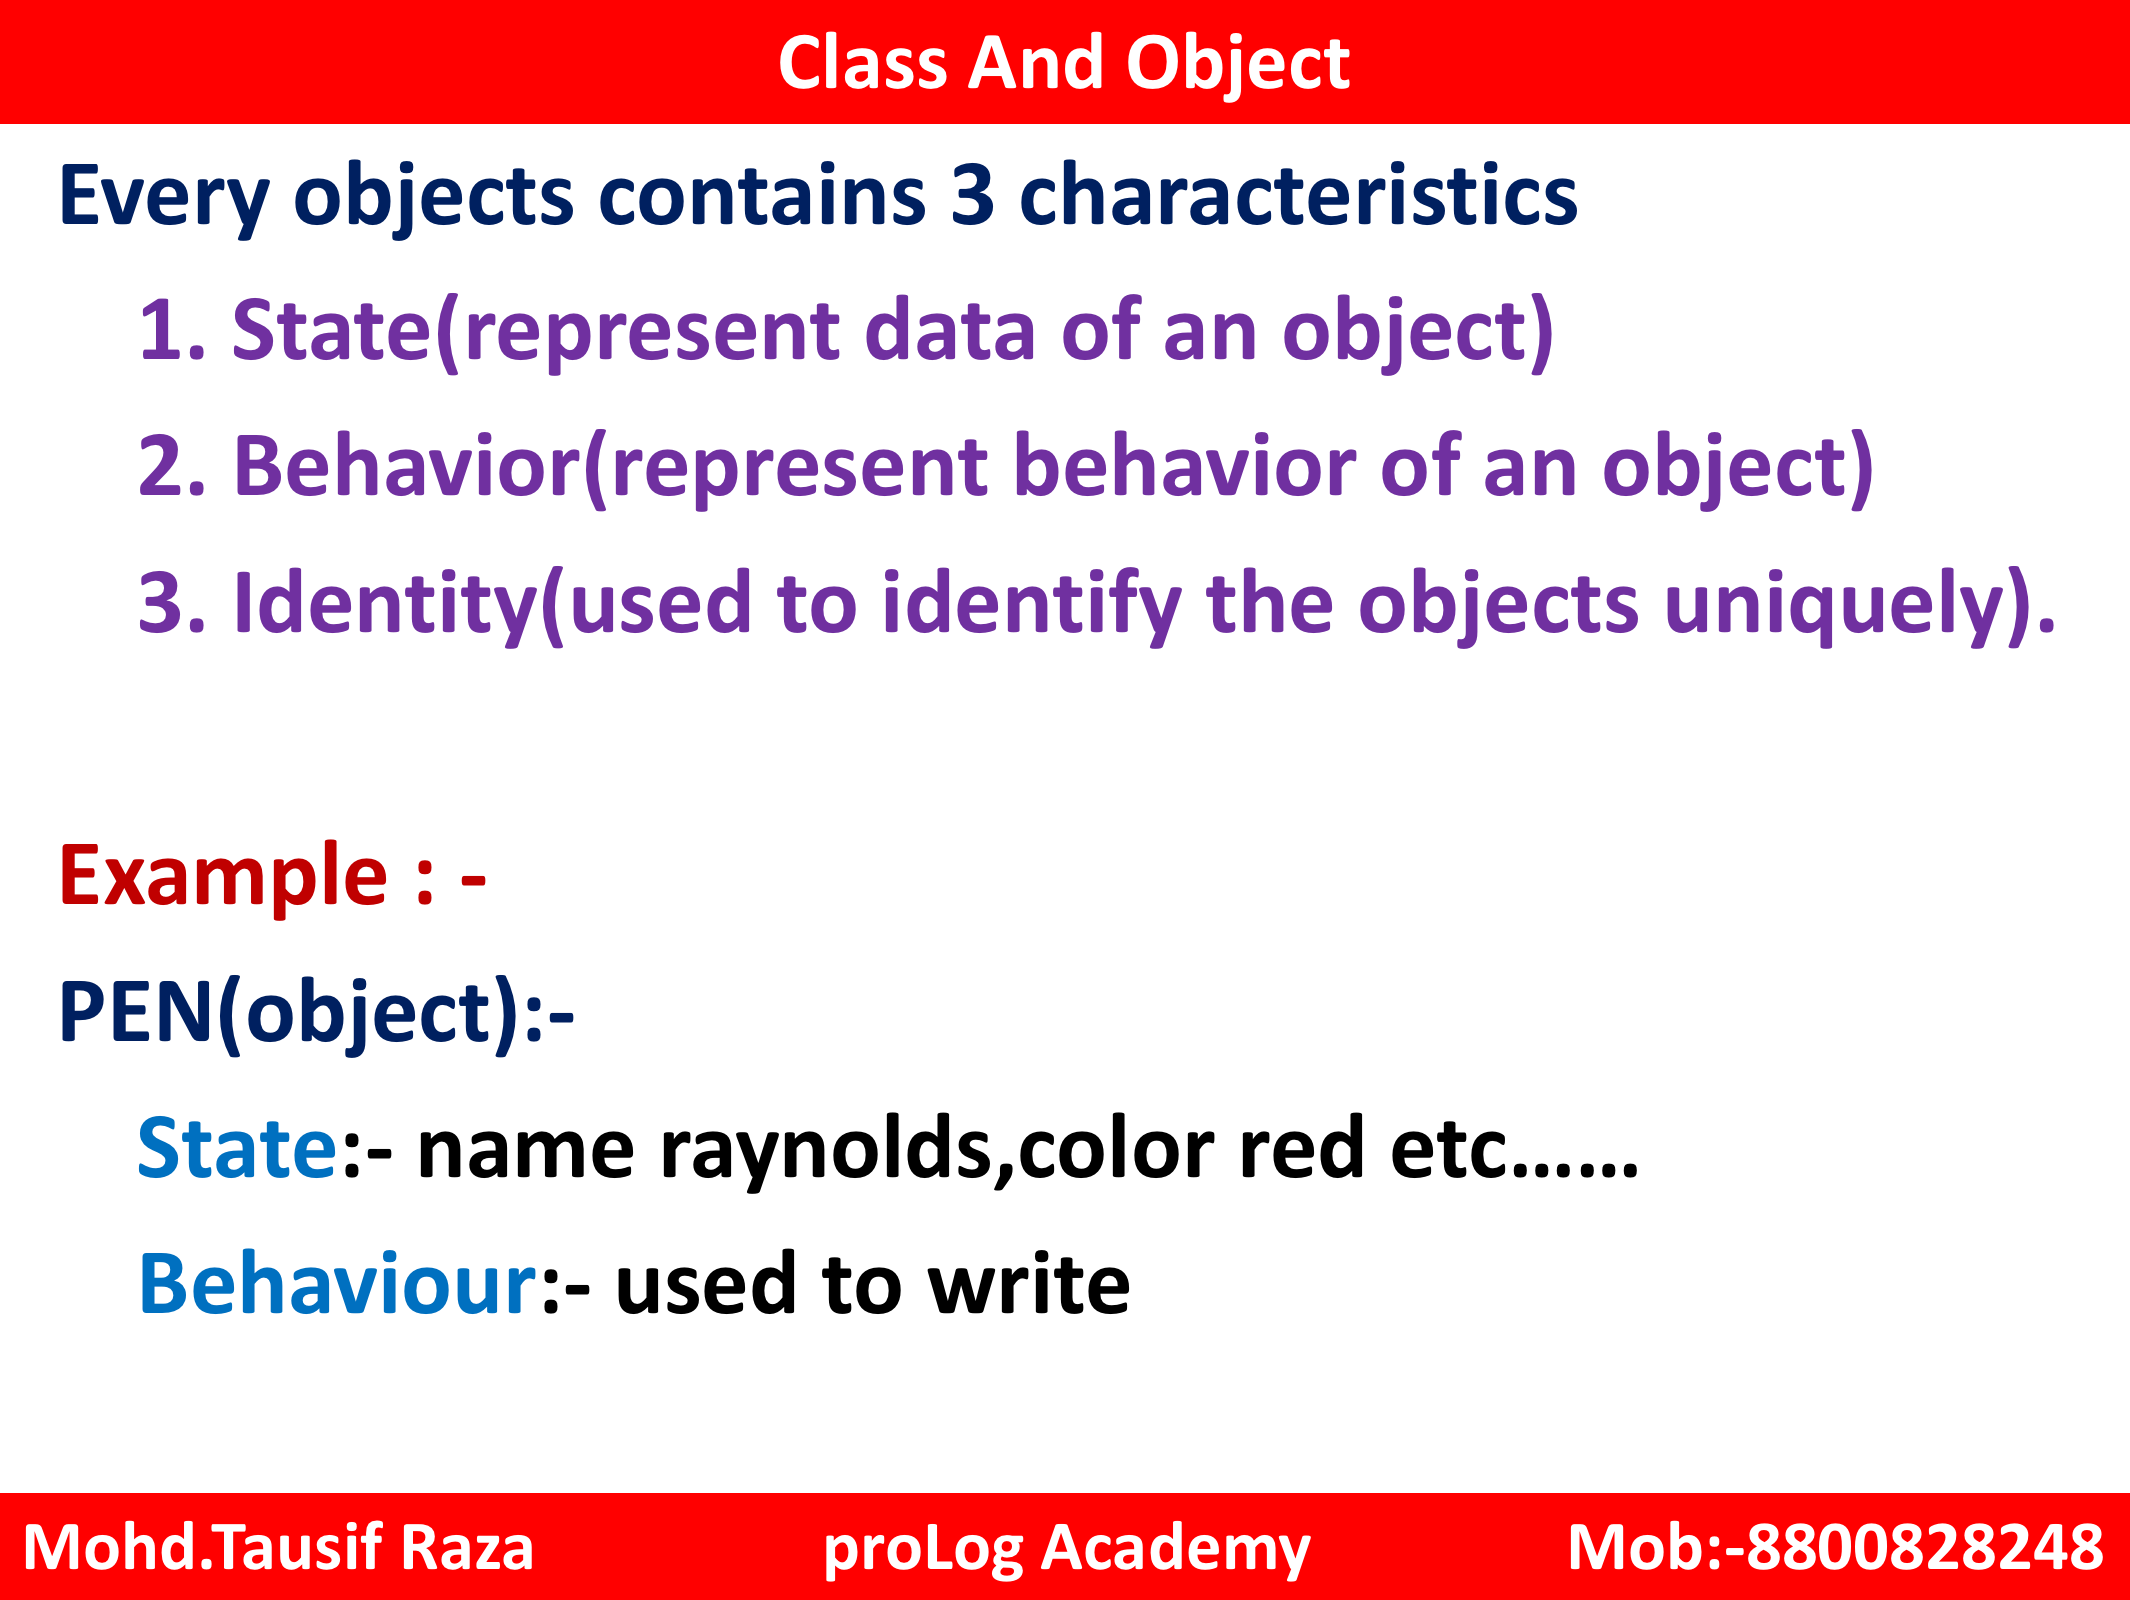 Class And Object
Every objects contains 3 characteristics
1. State(represent data of an object)
2. Behavior(represent behavior of an object)
3. Identity(used to identify the objects uniquely).
Example : -
PEN(object):-
State:- name raynolds,color red etc……
Behaviour:- used to write
Mohd.Tausif Raza proLog Academy Mob:-8800828248